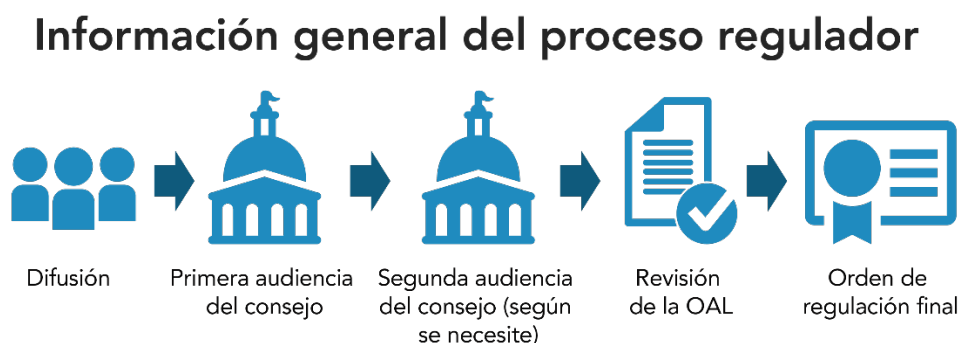 Información general del proceso regulador
Difusión
Primera audiencia
del consejo
Segunda audiencia
del consejo (según
se necesite)
Revisión
de la OAL
Orden de
regulación final